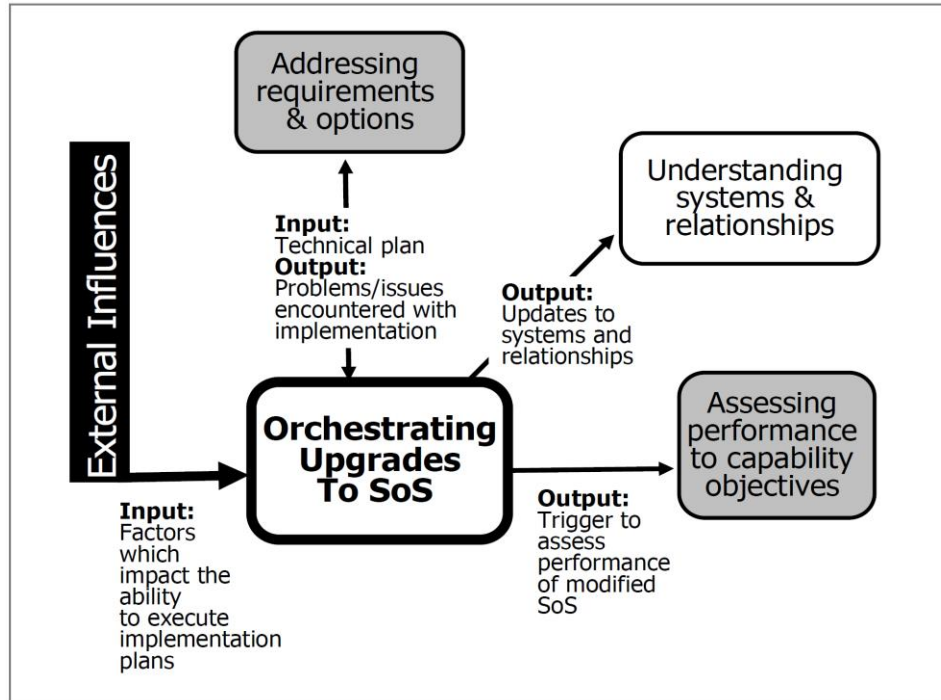 Addressing
requirements
& options
External Influences
Understanding
systems &
relationships
Input:
Technical plan
Output:
Problems/issues
encountered with
implementation
Output:
Updates to
systems and
relationships
Orchestrating
Upgrades
To SoS
Assessing
performance
to capability
objectives
Input:
Factors
which
impact the
ability
to execute
implementation
plans
Output:
Trigger to
assess
performance
of modified
SoS